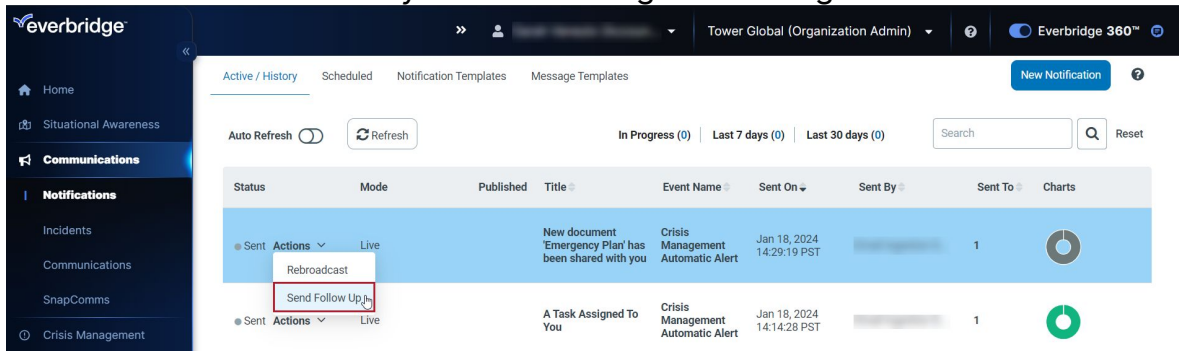 everbridge
Tower Global (Organization Admin)
Everbridge 360™
Home
Situational Awareness
Communications
Notifications
Incidents
Communications
SnapComms
Crisis Management
Active / History Scheduled Notification Templates Message Templates
New Notification
Auto Refresh Refresh In Progress (0) Last 7 days (0) Last 30 days (0) Search Reset
Status Mode Published Title Event Name Sent On Sent By Sent To Charts
Sent Actions Live
New document
'Emergency Plan' has
been shared with you
Crisis
Management
Automatic Alert
Jan 18, 2024
14:29:19 PST
1
Rebroadcast
Send Follow Up
Sent Actions Live
A Task Assigned To
You
Crisis
Management
Automatic Alert
Jan 18, 2024
14:14:28 PST
1